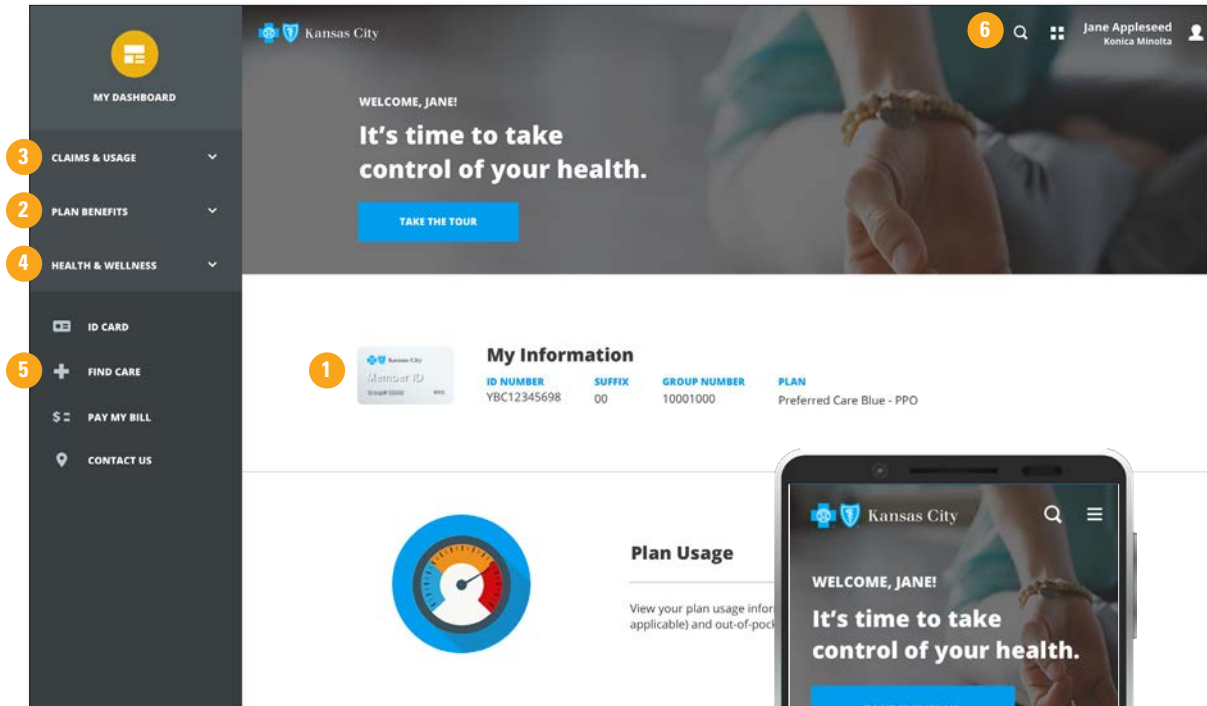 MY DASHBOARD
3
CLAIMS & USAGE
2
PLAN BENEFITS
4
HEALTH & WELLNESS
ID CARD
5
FIND CARE
PAY MY BILL
CONTACT US
Kansas City
6
Jane Appleseed
Konica Minolta
WELCOME, JANE!
It's time to take
control of your health.
TAKE THE TOUR
1
Kansas City
Member ID
My Information
ID NUMBER SUFFIX GROUP NUMBER PLAN
YBC12345698 00 10001000 Preferred Care Blue - PPO
Plan Usage
View your plan usage infor
applicable) and out-of-pock
Kansas City
WELCOME, JANE!
It's time to take
control of your health.